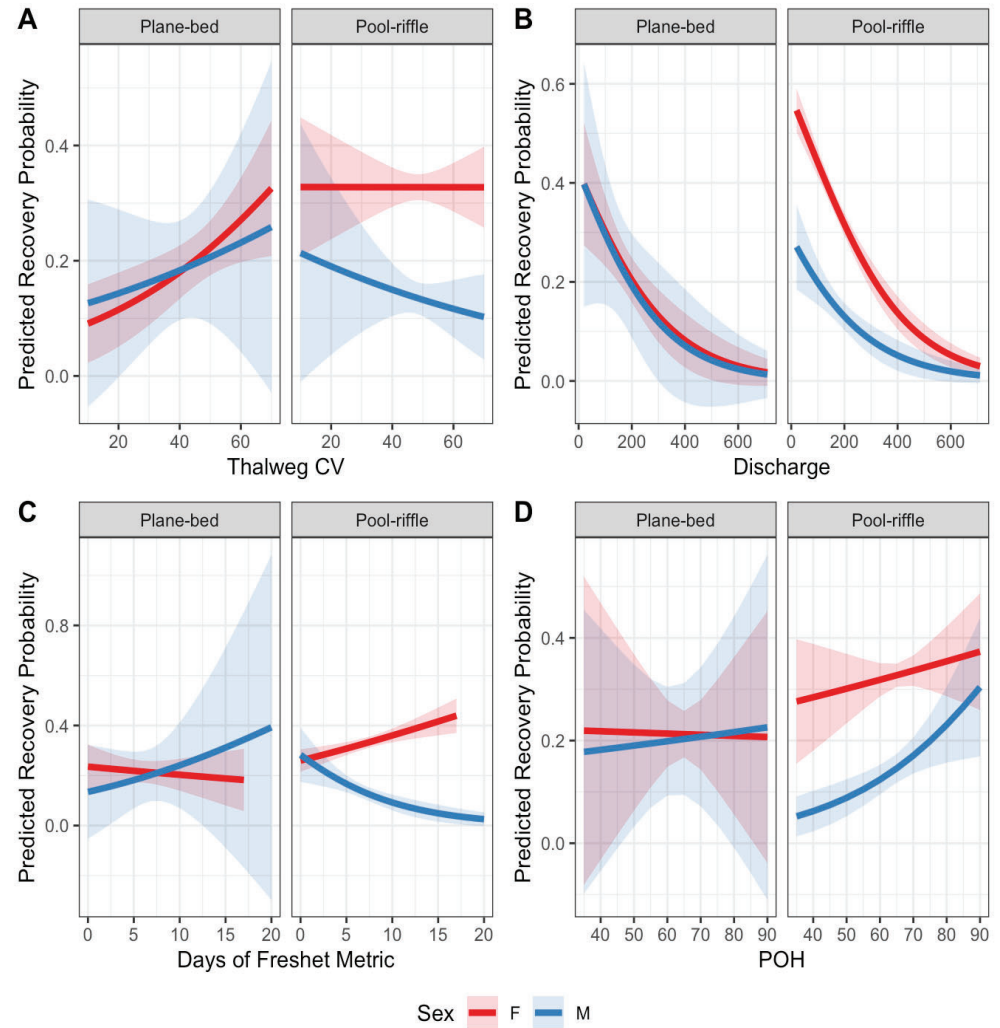 A
Plane-bed
Pool-riffle
Predicted Recovery Probability
0.4
0.2
0.0
20
40
60
20
40
60
Thalweg CV
B
Plane-bed
Pool-riffle
Predicted Recovery Probability
0.6
0.4
0.2
0.0
0
200
400
600
0
200
400
600
Discharge
C
Plane-bed
Pool-riffle
Predicted Recovery Probability
0.8
0.4
0.0
0
5
10
15
20
0
5
10
15
20
Days of Freshet Metric
D
Plane-bed
Pool-riffle
Predicted Recovery Probability
0.4
0.2
0.0
40
50
60
70
80
90
40
50
60
70
80
90
POH
Sex F M